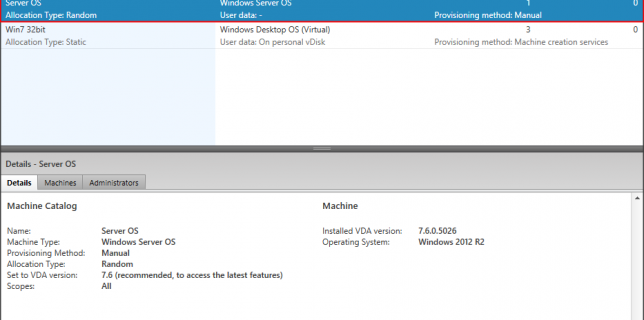 Server OS Windows Server OS 1 0
Allocation Type: Random User data: - Provisioning method: Manual
Win7 32bit Windows Desktop OS (Virtual) 3 0
Allocation Type: Static User data: On personal vDisk Provisioning method: Machine creation services
Details - Server OS
Details Machines Administrators
Machine Catalog Machine
Name: Server OS Installed VDA version: 7.6.0.5026
Machine Type: Windows Server OS Operating System: Windows 2012 R2
Provisioning Method: Manual
Allocation Type: Random
Set to VDA version: 7.6 (recommended, to access the latest features)
Scopes: All